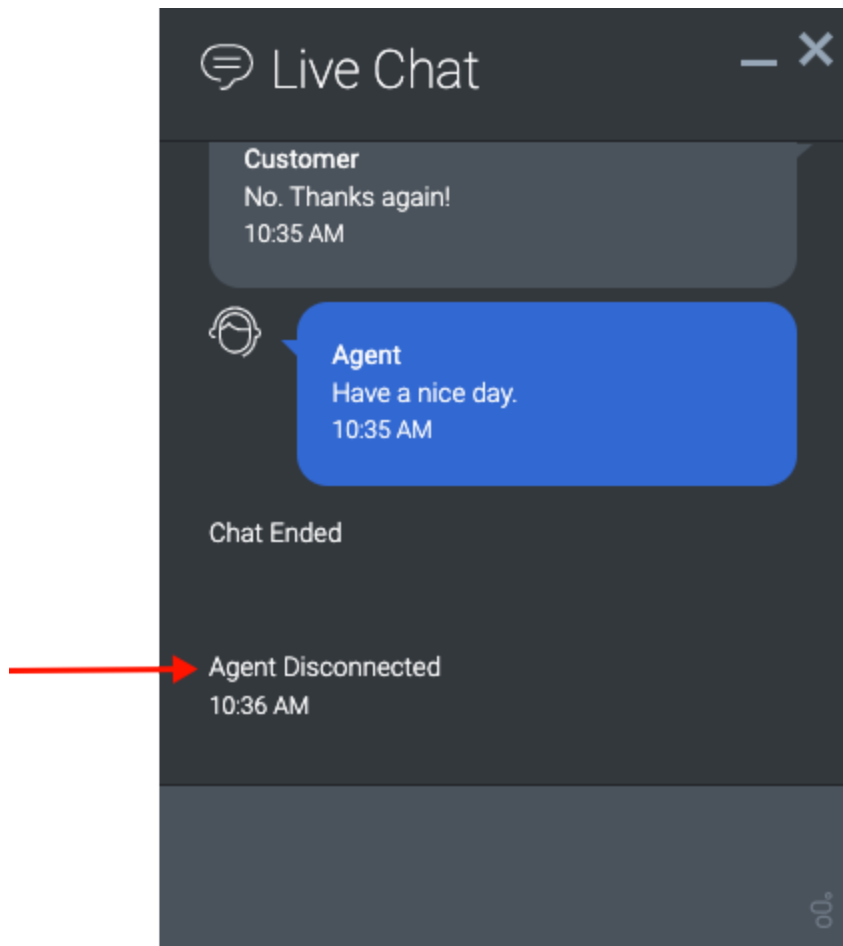 Live Chat
Customer
No. Thanks again!
10:35 AM
Agent
Have a nice day.
10:35 AM
Chat Ended
Agent Disconnected
10:36 AM